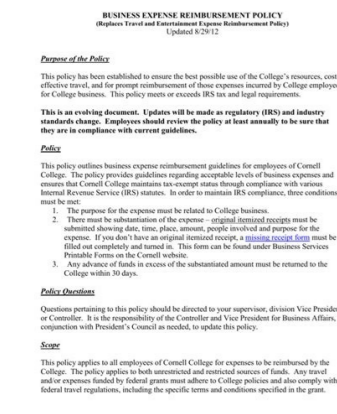 BUSINESS EXPENSE REIMBURSEMENT POLICY
(Replaces Travel and Entertainment Expense Reimbursement Policy)
Updated 8/29/12
Purpose of the Policy
This policy has been established to ensure the best possible use of the College's resources, cost
effective travel, and for prompt reimbursement of those expenses incurred by College employe
for College business. This policy meets or exceeds IRS tax and legal requirements.
This is an evolving document. Updates will be made as regulatory (IRS) and industry
standards change. Employees should review the policy at least annually to be sure that
they are in compliance with current guidelines.
Policy
This policy outlines business expense reimbursement guidelines for employees of Cornell
College. The policy provides guidelines regarding acceptable levels of business expenses and
ensures that Cornell College maintains tax-exempt status through compliance with various
Internal Revenue Service (IRS) statutes. In order to maintain IRS compliance, three conditions
must be met:
1. The purpose for the expense must be related to College business.
2. There must be substantiation of the expense – original itemized receipts must be
submitted showing date, time, place, amount, people involved and purpose for the
expense. If you don't have an original itemized receipt, a missing receipt form must be
filled out completely and turned in. This form can be found under Business Services
Printable Forms on the Cornell website.
3. Any advance of funds in excess of the substantiated amount must be returned to the
College within 30 days.
Policy Questions
Questions pertaining to this policy should be directed to your supervisor, division Vice Preside
or Controller. It is the responsibility of the Controller and Vice President for Business Affairs,
conjunction with President's Council as needed, to update this policy.
Scope
This policy applies to all employees of Cornell College for expenses to be reimbursed by the
College. The policy applies to both unrestricted and restricted sources of funds. Any travel
and/or expenses funded by federal grants must adhere to College policies and also comply with
federal travel regulations, including the specific terms and conditions specified in the grant.